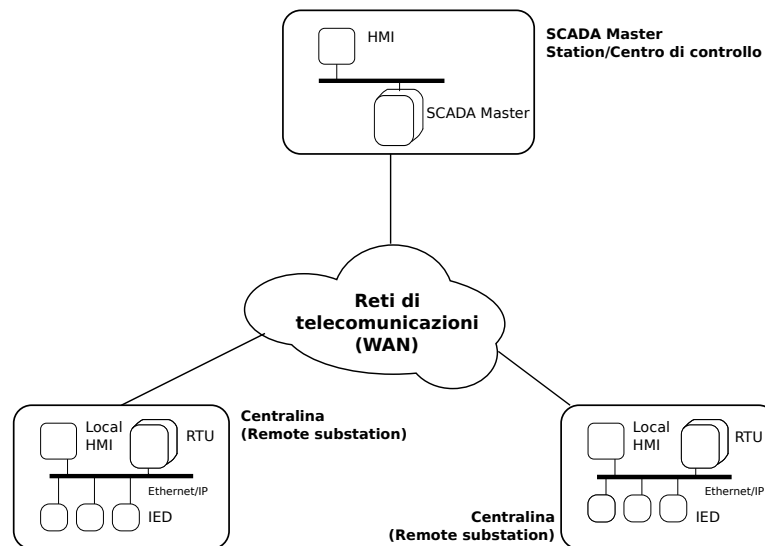 HMI
SCADA Master
Station/Centro di controllo
SCADA Master
Reti di
telecomunicazioni
(WAN)
Centralina
(Remote substation)
Local
HMI
RTU
Ethernet/IP
IED
Local
HMI
RTU
Ethernet/IP
IED
Centralina
(Remote substation)